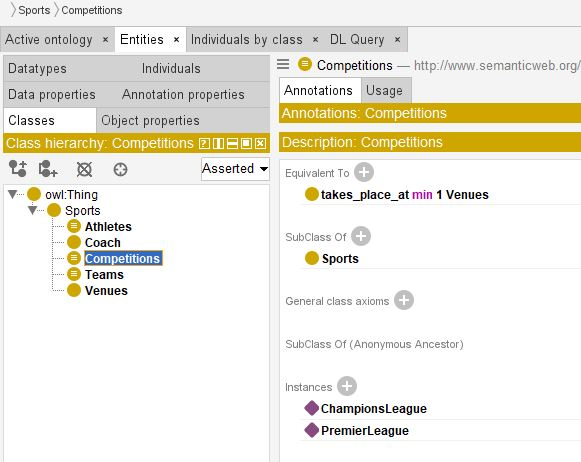 Sports Competitions
Active ontology × Entities × Individuals by class × DL Query ×
Datatypes Individuals
Data properties Annotation properties
Classes Object properties
Class hierarchy: Competitions
Asserted
owl:Thing
Sports
Athletes
Coach
Competitions
Teams
Venues
Competitions — http://www.semanticweb.org/
Annotations Usage
Annotations: Competitions
Description: Competitions
Equivalent To
takes_place_at min 1 Venues
SubClass Of
Sports
General class axioms
SubClass Of (Anonymous Ancestor)
Instances
ChampionsLeague
PremierLeague